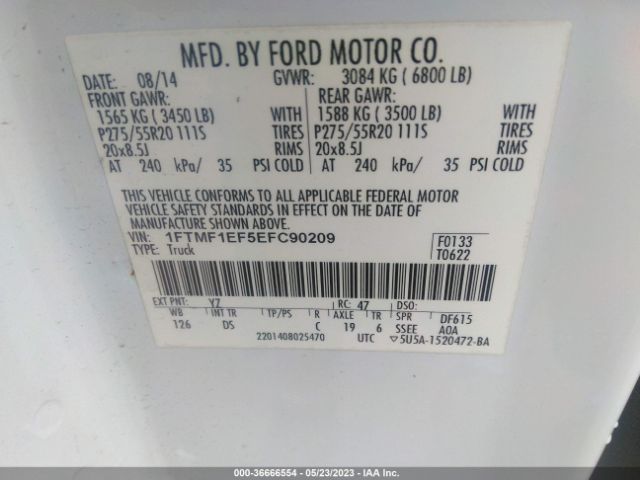 MFD. BY FORD MOTOR CO.
DATE: 08/14 GVWR: 3084 KG ( 6800 LB)
FRONT GAWR: REAR GAWR:
1565 KG ( 3450 LB) WITH 1588 KG ( 3500 LB) WITH
P275/55R20 111S TIRES P275/55R20 111S TIRES
20x8.5J RIMS 20x8.5J RIMS
AT 240 kPa/ 35 PSI COLD AT 240 kPa/ 35 PSI COLD
THIS VEHICLE CONFORMS TO ALL APPLICABLE FEDERAL MOTOR
VEHICLE SAFETY STANDARDS IN EFFECT ON THE DATE OF
MANUFACTURE SHOWN ABOVE.
VIN: 1FTMF1EF5EFC90209 F0133
TYPE: Truck T0622
EXT PNT: YZ RC: 47 DSO:
WB INT TR TP/PS R AXLE TR SPR DF615
126 DS C 19 6 SSEE AOA
2201408025470 UTC ▽5U5A-1520472-BA
000 - 36666554 - 05/23/2023 - IAA Inc.